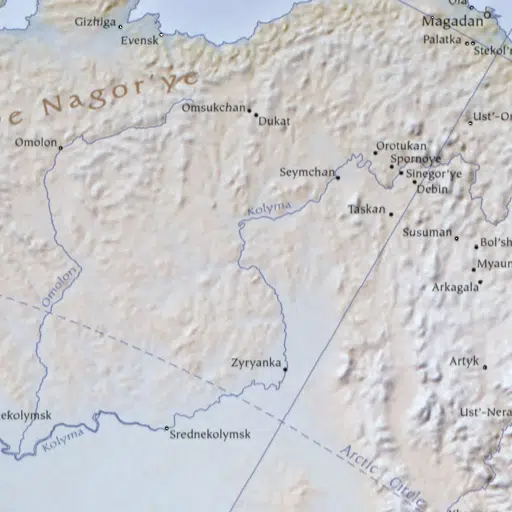 Ola
Gizhiga
Magadan
Evensk
Palatka
Stekol'n
e Nagor'ye
Omsukchan
Dukat
Ust'-Om
Omolon
Orotukan
Spornoye
Seymchan
Sinegor'ye
Debin
Kolyma
Taskan
Susuman
Bol'sh
Myaun
Omolon
Arkagala
Zyryanka
Artyk
ekolymsk
Ust'-Nera
Kolyma
Srednekolymsk
Arctic Circle